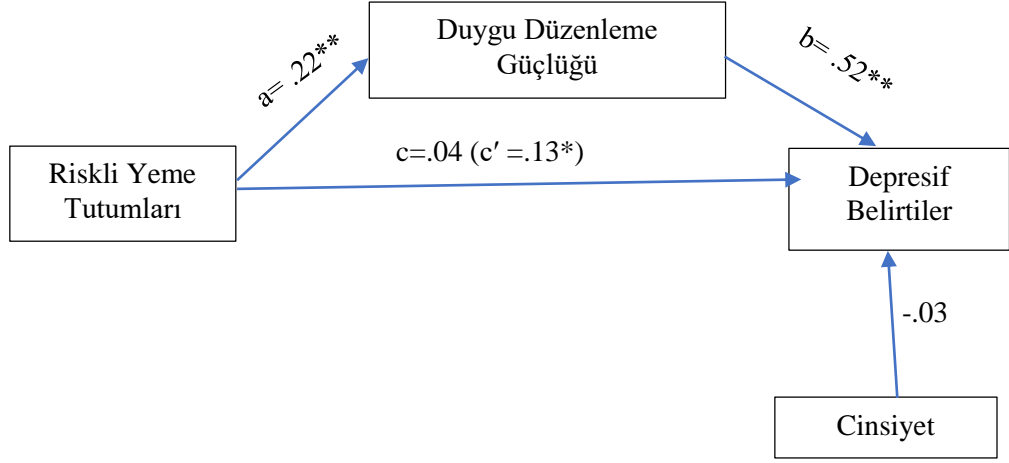 Duygu Düzenleme
Güçlüğü
a= .22**
b=.52**
c=.04 (c′ =.13*)
Riskli Yeme
Tutumları
Depresif
Belirtiler
-.03
Cinsiyet